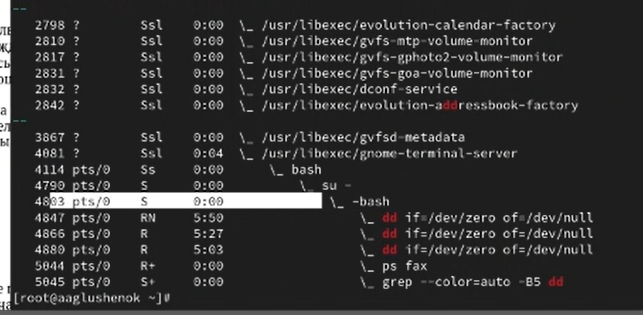 --
2798 ? Ssl 0:00 \_ /usr/libexec/evolution-calendar-factory
2810 ? Ssl 0:00 \_ /usr/libexec/gvfs-mtp-volume-monitor
2817 ? Ssl 0:00 \_ /usr/libexec/gvfs-gphoto2-volume-monitor
2831 ? Ssl 0:00 \_ /usr/libexec/gvfs-goa-volume-monitor
2832 ? Ssl 0:00 \_ /usr/libexec/dconf-service
2842 ? Ssl 0:00 \_ /usr/libexec/evolution-addressbook-factory
--
3867 ? Ssl 0:00 \_ /usr/libexec/gvfsd-metadata
4081 ? Ssl 0:04 \_ /usr/libexec/gnome-terminal-server
4114 pts/0 Ss 0:00 \_ bash
4790 pts/0 S 0:00 \_ su -
4803 pts/0 S 0:00 \_ -bash
4847 pts/0 RN 5:50 \_ dd if=/dev/zero of=/dev/null
4866 pts/0 R 5:27 \_ dd if=/dev/zero of=/dev/null
4880 pts/0 R 5:03 \_ dd if=/dev/zero of=/dev/null
5044 pts/0 R+ 0:00 \_ ps fax
5045 pts/0 S+ 0:00 \_ grep --color=auto -B5 dd
[root@aaglushenok ~]#